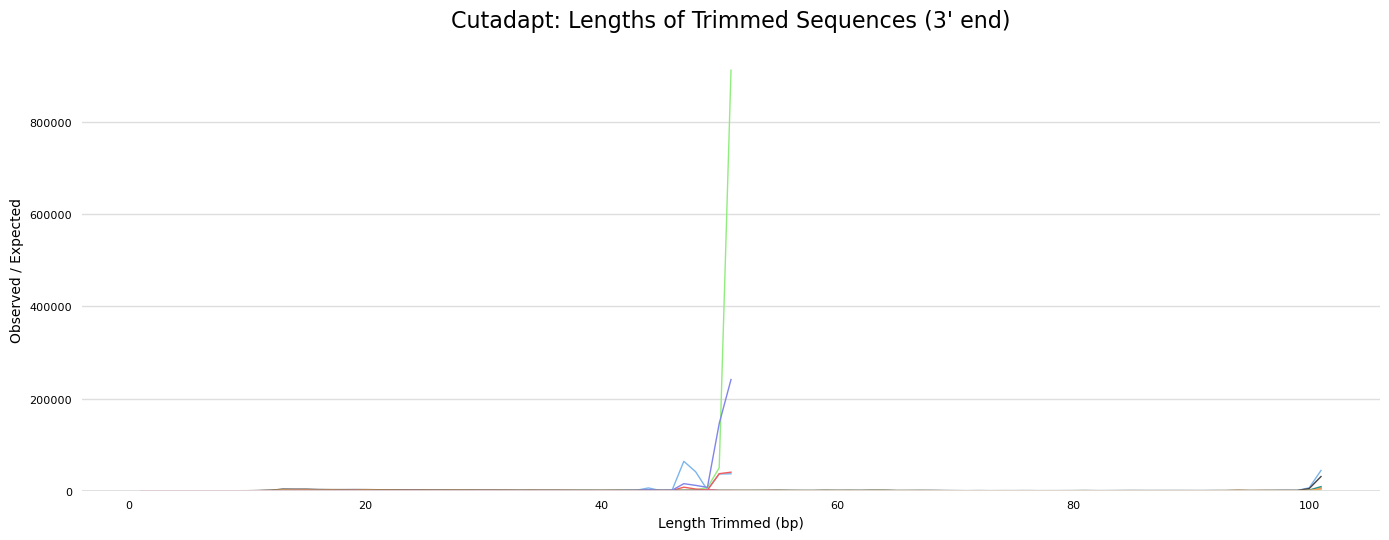 Cutadapt: Lengths of Trimmed Sequences (3' end)
Observed / Expected
800000
600000
400000
200000
0
0 20 40 60 80 100
Length Trimmed (bp)